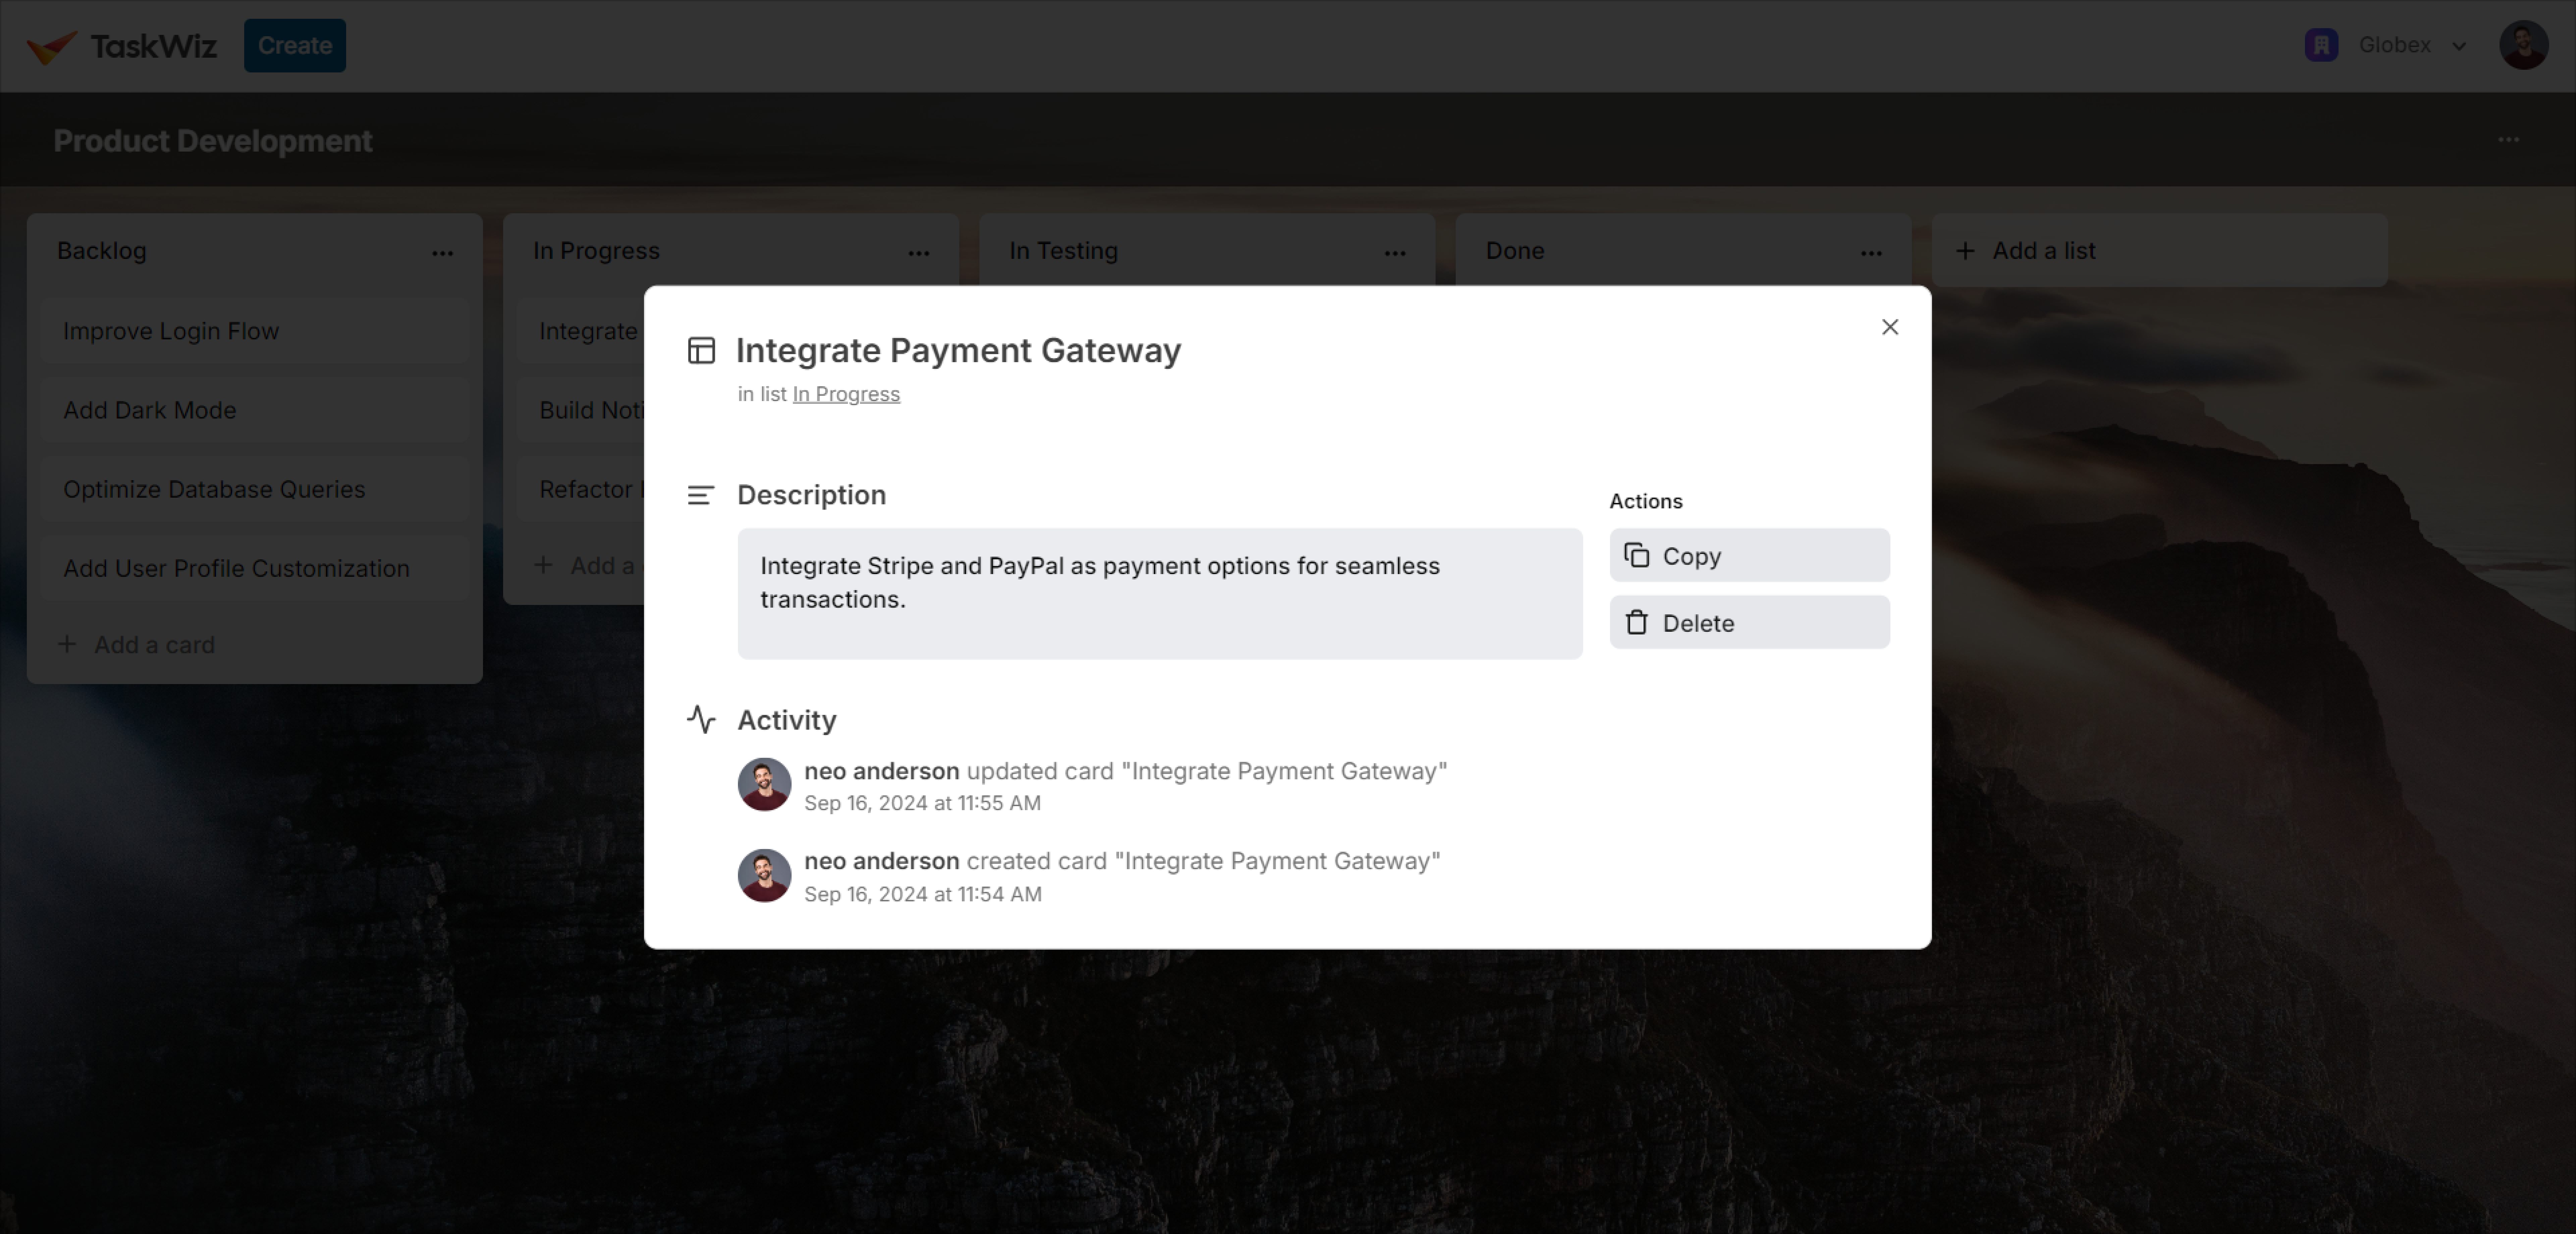 TaskWiz
Create
Globex
Product Development
Backlog
In Progress
In Testing
Done
Add a list
Improve Login Flow
Add Dark Mode
Optimize Database Queries
Add User Profile Customization
Add a card
Integrate
Build
Refactor
Add a
Integrate Payment Gateway
in list In Progress
Description
Integrate Stripe and PayPal as payment options for seamless
transactions.
Actions
Copy
Delete
Activity
neo anderson updated card "Integrate Payment Gateway"
Sep 16, 2024 at 11:55 AM
neo anderson created card "Integrate Payment Gateway"
Sep 16, 2024 at 11:54 AM